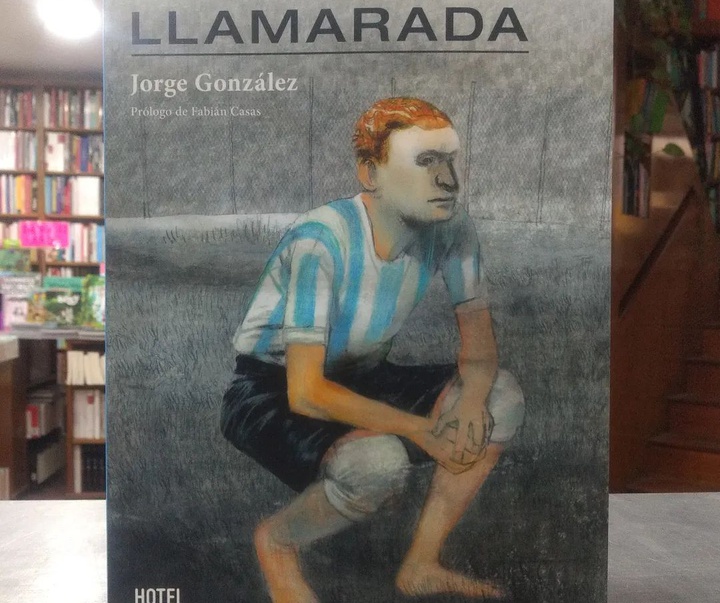 LLAMARADA
Jorge González
Prólogo de Fabián Casas
HOTEL